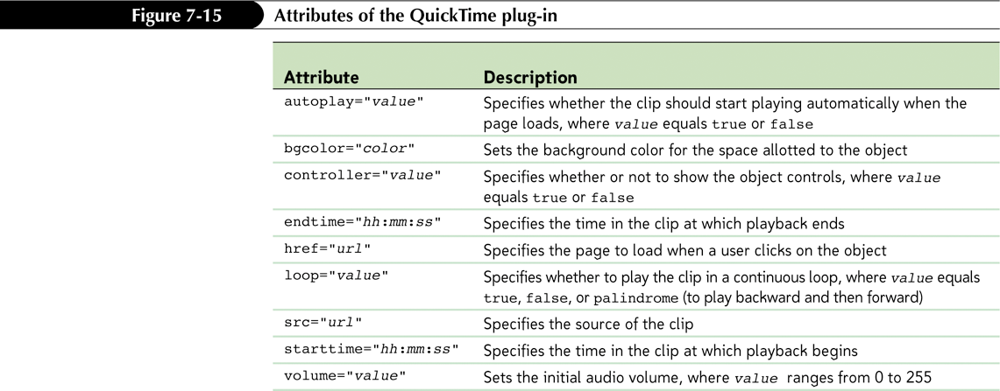 Figure 7-15 Attributes of the QuickTime plug-in
Attribute Description
autoplay="value" Specifies whether the clip should start playing automatically when the
page loads, where value equals true or false
bgcolor="color" Sets the background color for the space allotted to the object
controller="value" Specifies whether or not to show the object controls, where value
equals true or false
endtime="hh:mm:ss" Specifies the time in the clip at which playback ends
href="url" Specifies the page to load when a user clicks on the object
loop="value" Specifies whether to play the clip in a continuous loop, where value equals
true, false, or palindrome (to play backward and then forward)
src="url" Specifies the source of the clip
starttime="hh:mm:ss" Specifies the time in the clip at which playback begins
volume="value" Sets the initial audio volume, where value ranges from 0 to 255